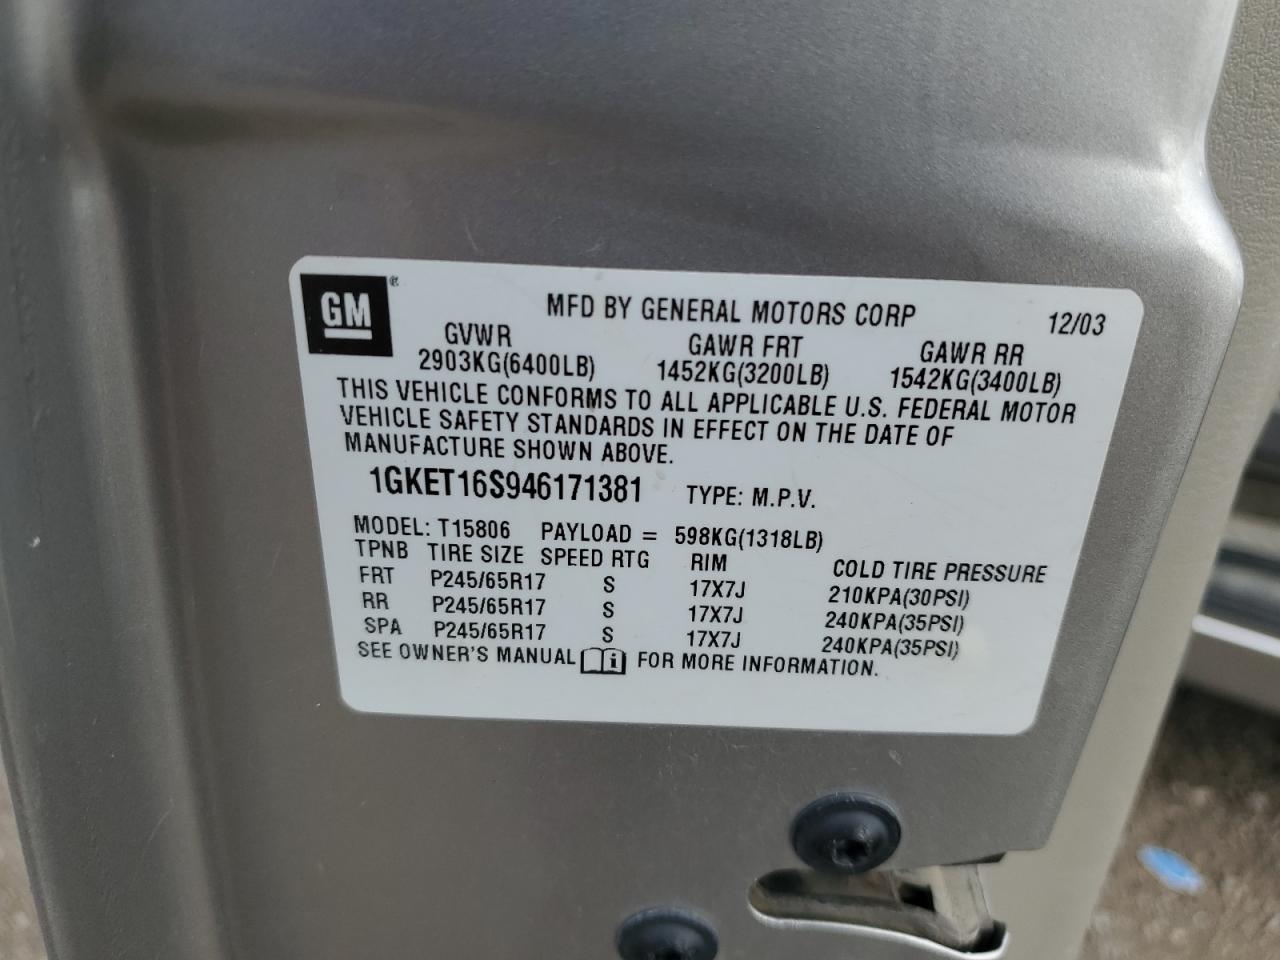 GM ®
MFD BY GENERAL MOTORS CORP 12/03
GVWR GAWR FRT GAWR RR
2903KG(6400LB) 1452KG(3200LB) 1542KG(3400LB)
THIS VEHICLE CONFORMS TO ALL APPLICABLE U.S. FEDERAL MOTOR
VEHICLE SAFETY STANDARDS IN EFFECT ON THE DATE OF
MANUFACTURE SHOWN ABOVE.
1GKET16S946171381 TYPE: M.P.V.
MODEL: T15806 PAYLOAD = 598KG(1318LB)
TPNB TIRE SIZE SPEED RTG RIM COLD TIRE PRESSURE
FRT P245/65R17 S 17X7J 210KPA(30PSI)
RR P245/65R17 S 17X7J 240KPA(35PSI)
SPA P245/65R17 S 17X7J 240KPA(35PSI)
SEE OWNER'S MANUAL i FOR MORE INFORMATION.